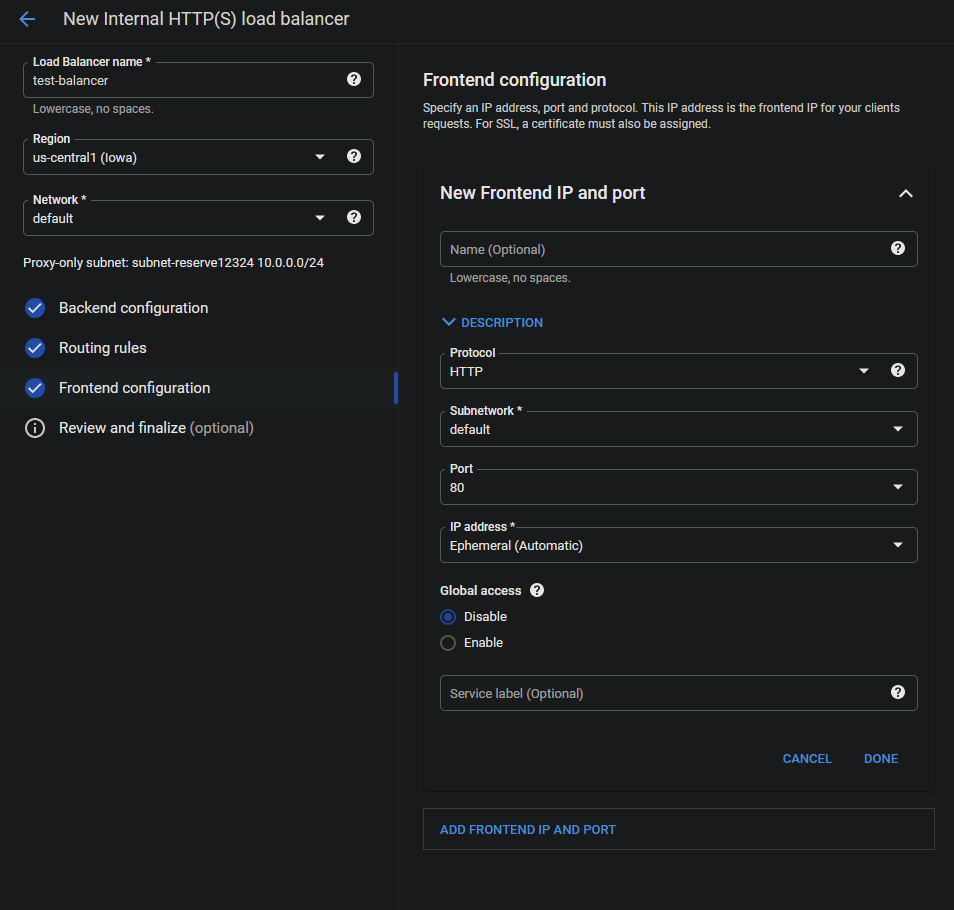 New Internal HTTP(S) load balancer
Load Balancer name *
test-balancer
Lowercase, no spaces.
Region
us-central1 (Iowa)
Network *
default
Proxy-only subnet: subnet-reserve12324 10.0.0.0/24
Backend configuration
Routing rules
Frontend configuration
Review and finalize (optional)
Frontend configuration
Specify an IP address, port and protocol. This IP address is the frontend IP for your clients
requests. For SSL, a certificate must also be assigned.
New Frontend IP and port
Name (Optional)
Lowercase, no spaces.
DESCRIPTION
Protocol
HTTP
Subnetwork *
default
Port
80
IP address *
Ephemeral (Automatic)
Global access
Disable
Enable
Service label (Optional)
CANCEL DONE
ADD FRONTEND IP AND PORT